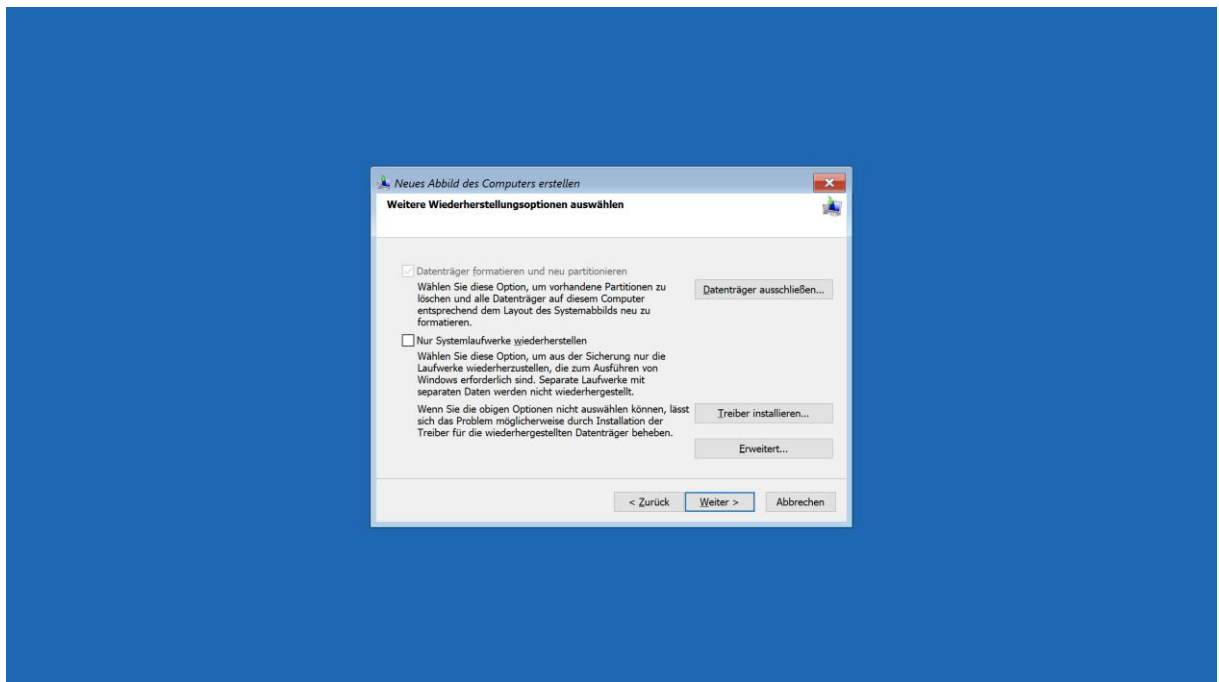 Neues Abbild des Computers erstellen
Weitere Wiederherstellungsoptionen auswählen
Datenträger formatieren und neu partitionieren
Wählen Sie diese Option, um vorhandene Partitionen zu
löschen und alle Datenträger auf diesem Computer
entsprechend dem Layout des Systemabbilds neu zu
formatieren.
Datenträger ausschließen...
Nur Systemlaufwerke wiederherstellen
Wählen Sie diese Option, um aus der Sicherung nur die
Laufwerke wiederherzustellen, die zum Ausführen von
Windows erforderlich sind. Separate Laufwerke mit
separaten Daten werden nicht wiederhergestellt.
Wenn Sie die obigen Optionen nicht auswählen können, lässt
sich das Problem möglicherweise durch Installation der
Treiber für die wiederhergestellten Datenträger beheben.
Treiber installieren...
Erweitert...
< Zurück
Weiter >
Abbrechen